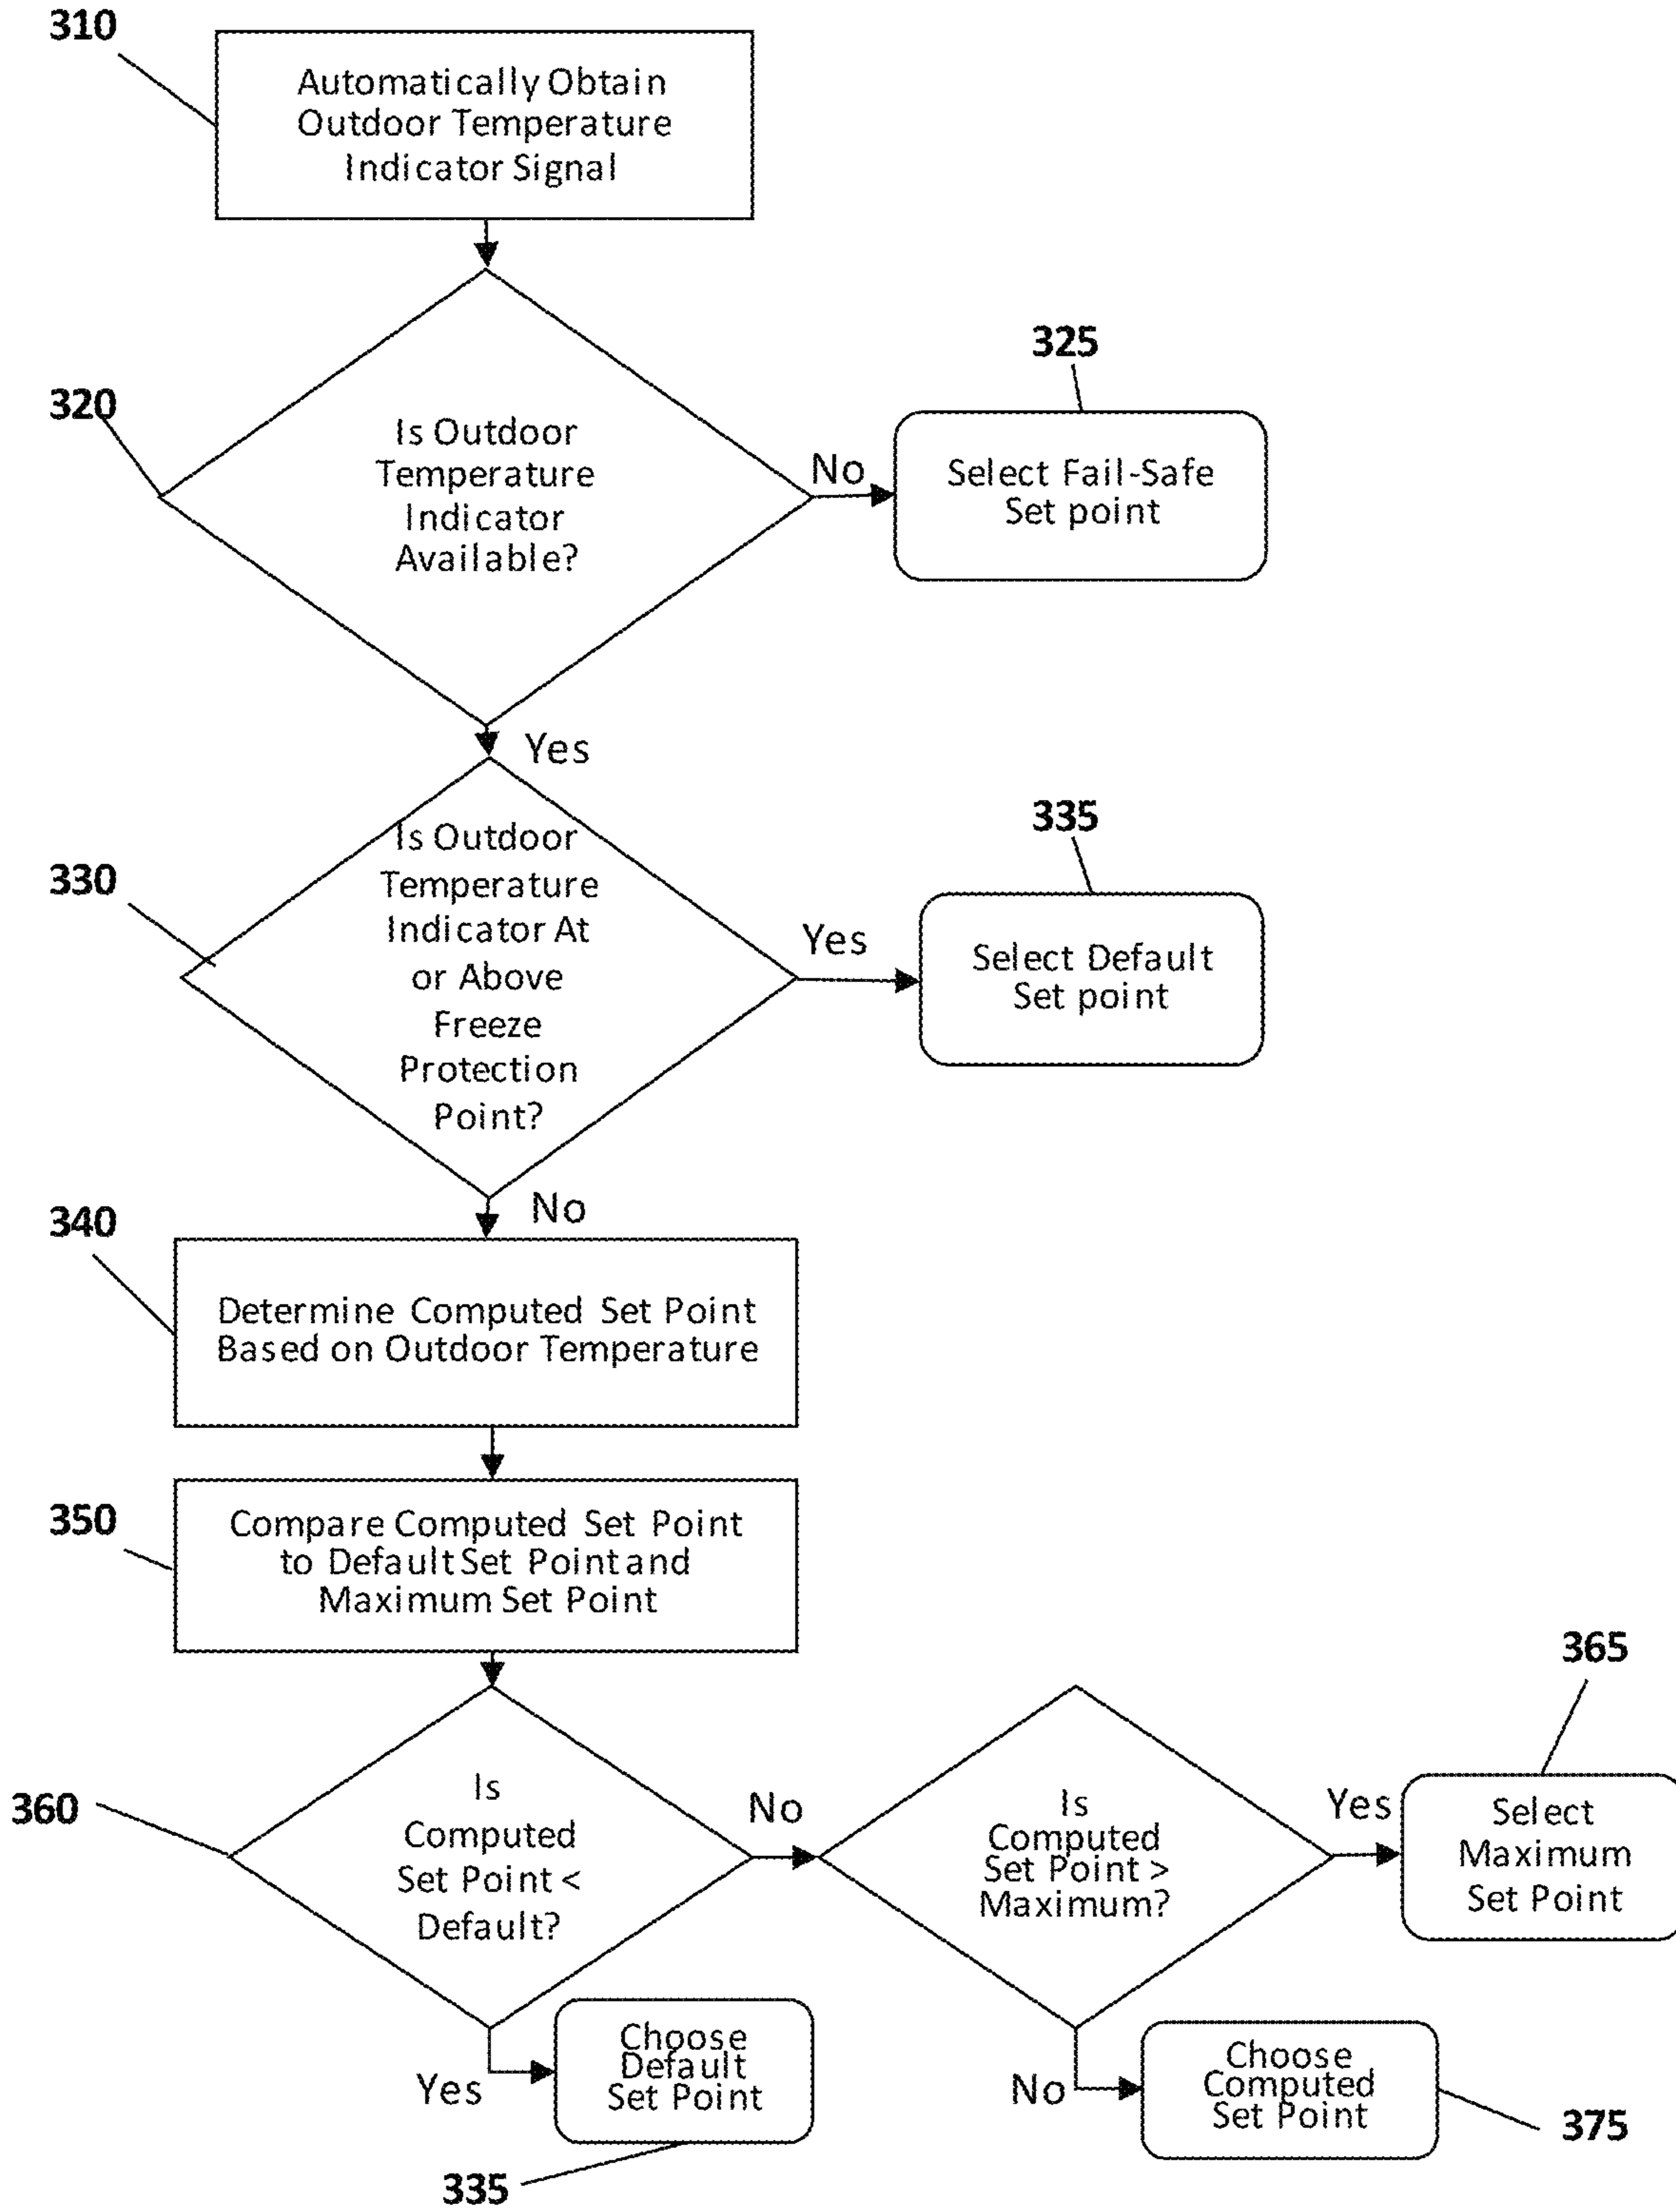 310
Automatically Obtain
Outdoor Temperature
Indicator Signal
320
Is Outdoor
Temperature
Indicator
Available?
No
325
Select Fail-Safe
Set point
Yes
330
Is Outdoor
Temperature
Indicator At
or Above
Freeze
Protection
Point?
Yes
335
Select Default
Set point
No
340
Determine Computed Set Point
Based on Outdoor Temperature
350
Compare Computed Set Point
to Default Set Point and
Maximum Set Point
360
Is
Computed
Set Point <
Default?
No
Is
Computed
Set Point >
Maximum?
Yes
365
Select
Maximum
Set Point
Yes
Choose
Default
Set Point
335
No
Choose
Computed
Set Point
375